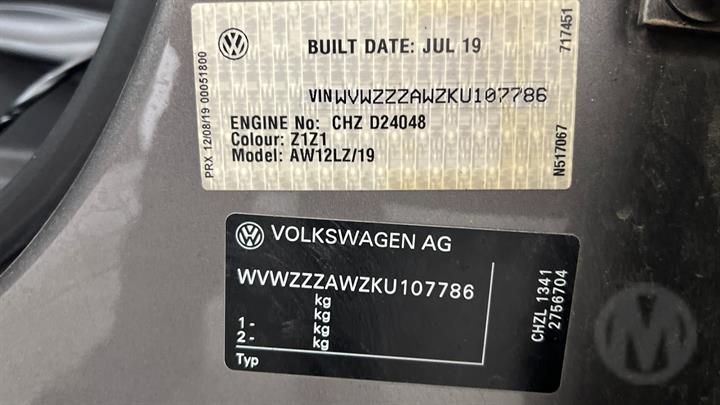 BUILT DATE: JUL 19
VIN WVWZZZAWZKU107786
ENGINE No: CHZ D24048
Colour: Z1Z1
Model: AW12LZ/19
PRX 12/08/19 00051800
717451
N517067
VOLKSWAGEN AG
WVWZZZAWZKU107786
kg
kg
1- kg
2- kg
Typ
CHZL 1341
2756704
M